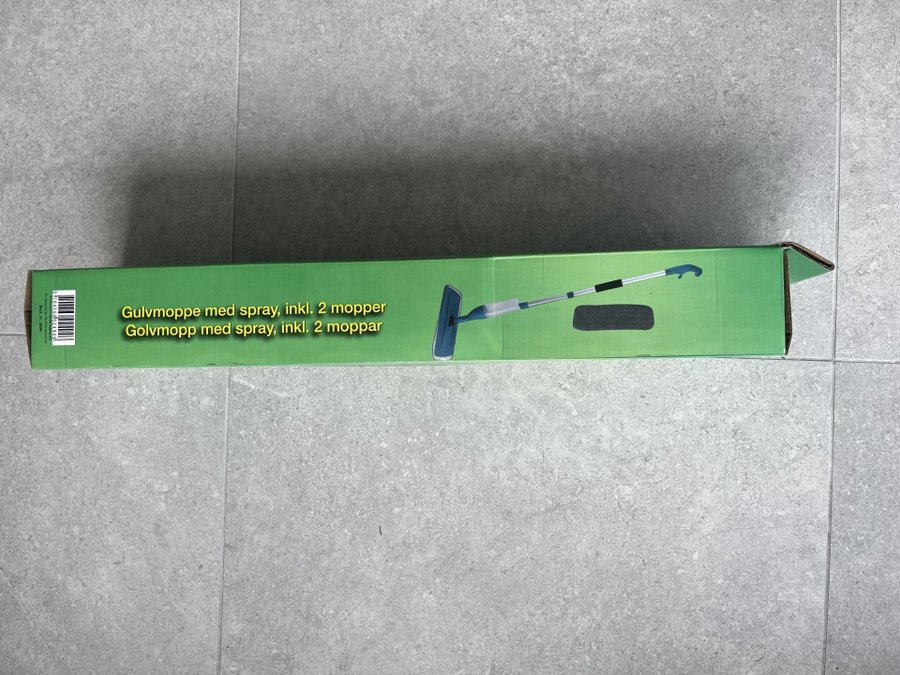 Gulvmoppe med spray, inkl. 2 mopper
Golvmopp med spray, inkl. 2 moppar